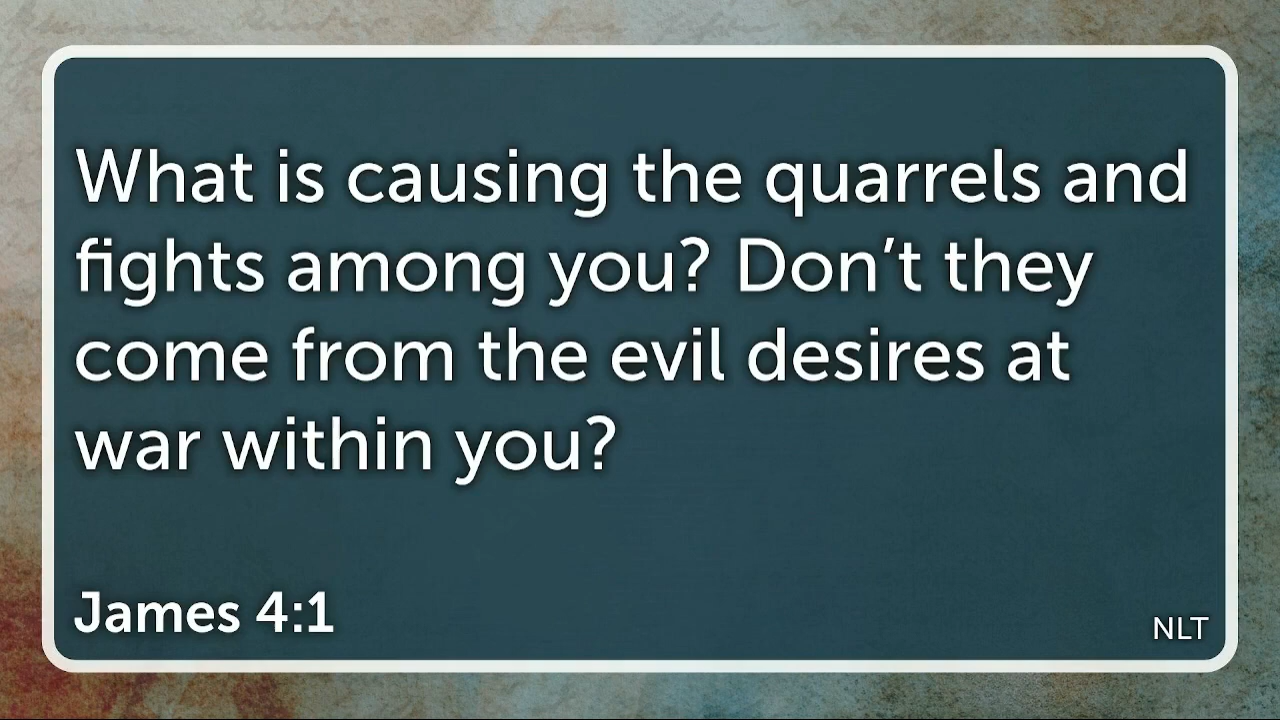 What is causing the quarrels and
fights among you? Don’t they
come from the evil desires at
war within you?
James 4:1
NLT